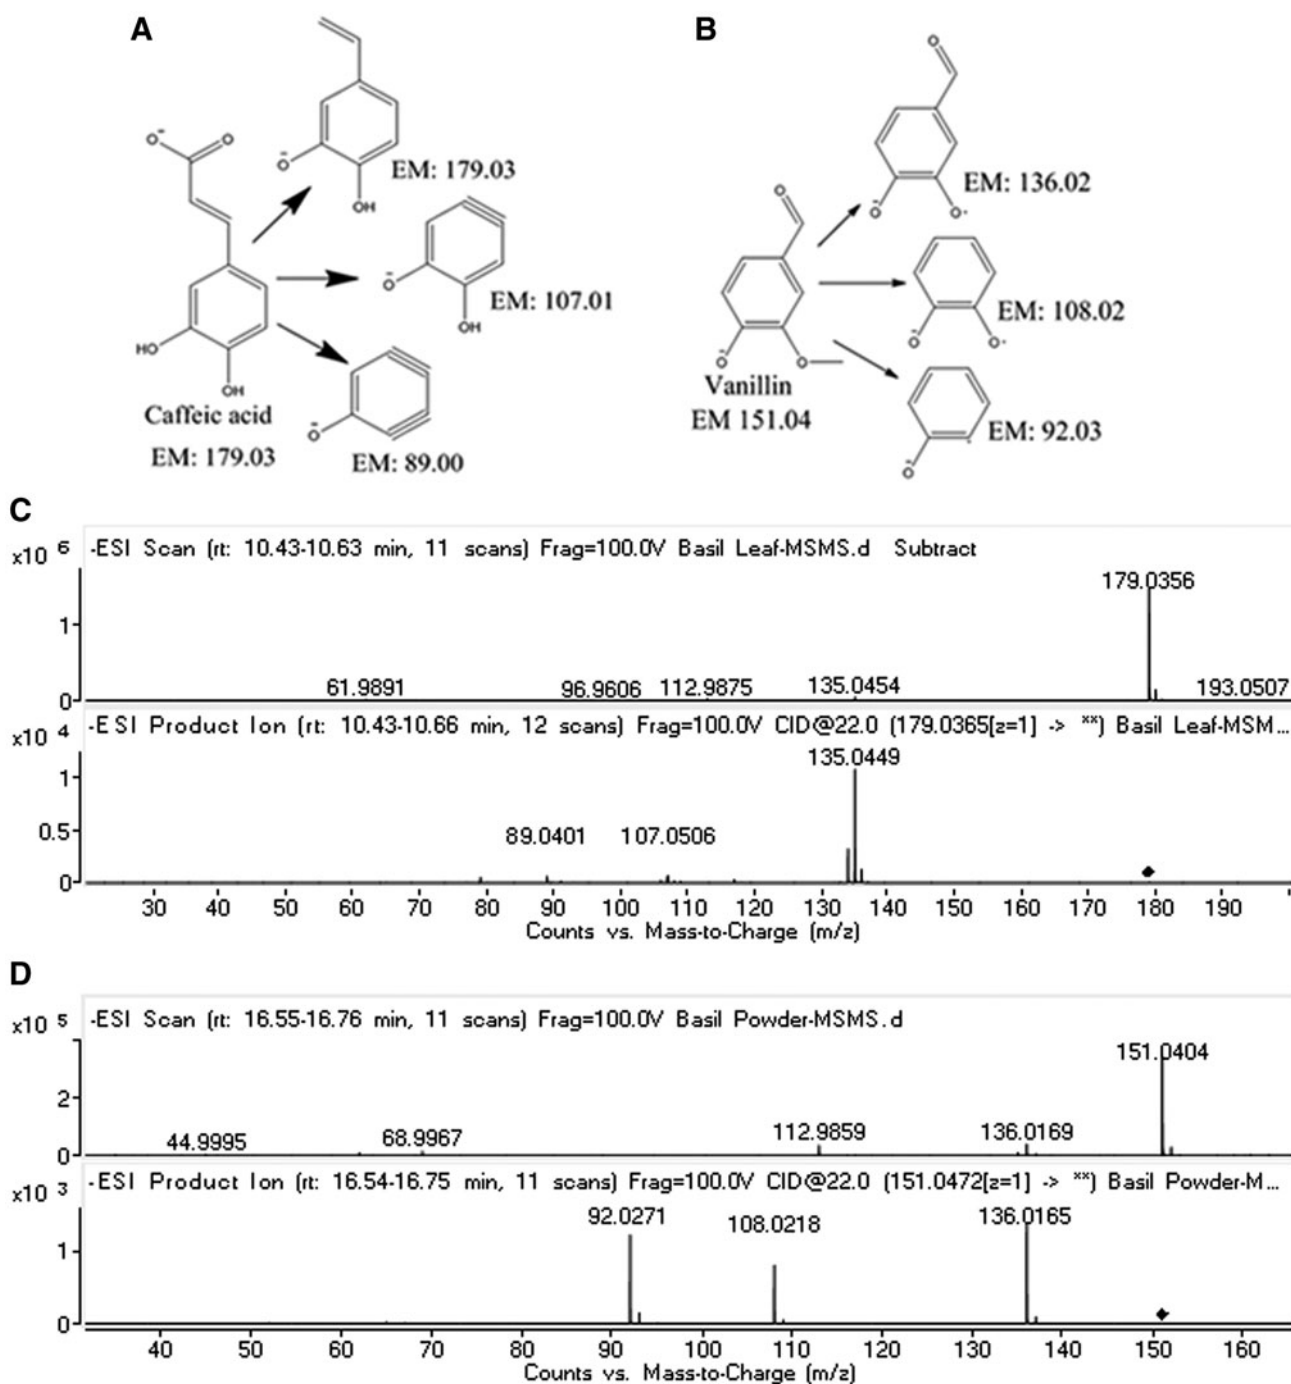 A
B
EM: 179.03
EM: 136.02
O⁻
O
OH
O
O⁻
O·
EM: 107.01
EM: 108.02
O⁻
OH
O
O⁻
O·
HO
OH
O⁻
O⁻
O
O⁻
Caffeic acid
Vanillin
EM: 179.03
EM: 89.00
EM 151.04
EM: 92.03
C
x10 6
-ESI Scan (rt: 10.43-10.63 min, 11 scans) Frag=100.0V Basil Leaf-MSMS.d Subtract
179.0356
1
61.9891 96.9606 112.9875 135.0454 193.0507
0
x10 4
-ESI Product Ion (rt: 10.43-10.66 min, 12 scans) Frag=100.0V CID@22.0 (179.0365[z=1] -> **) Basil Leaf-MSM...
135.0449
1
0.5
89.0401 107.0506
0
30 40 50 60 70 80 90 100 110 120 130 140 150 160 170 180 190
Counts vs. Mass-to-Charge (m/z)
D
x10 5
-ESI Scan (rt: 16.55-16.76 min, 11 scans) Frag=100.0V Basil Powder-MSMS.d
151.0404
2
44.9995 68.9967 112.9859 136.0169
0
x10 3
-ESI Product Ion (rt: 16.54-16.75 min, 11 scans) Frag=100.0V CID@22.0 (151.0472[z=1] -> **) Basil Powder-M...
92.0271 108.0218 136.0165
1
0
40 50 60 70 80 90 100 110 120 130 140 150 160
Counts vs. Mass-to-Charge (m/z)